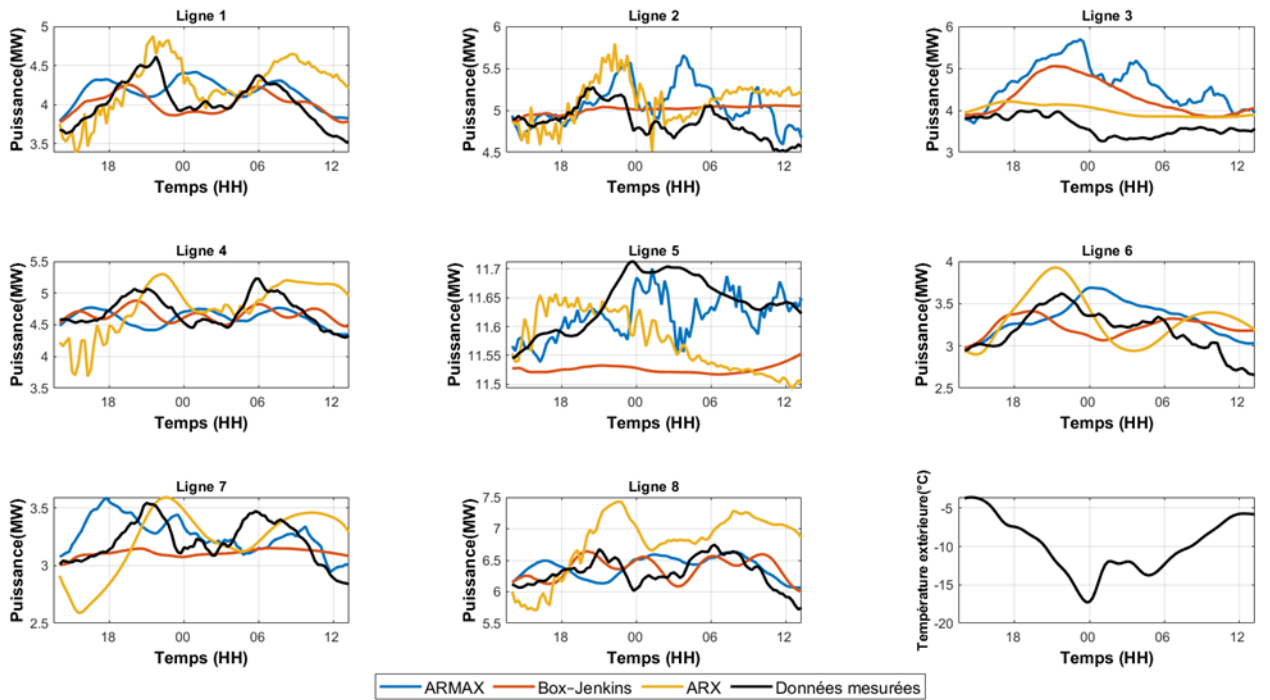 Ligne 1
Puissance(MW)
5
4.5
4
3.5
18 00 06 12
Temps (HH)
Ligne 2
Puissance(MW)
6
5.5
5
4.5
18 00 06 12
Temps (HH)
Ligne 3
Puissance(MW)
6
5
4
3
18 00 06 12
Temps (HH)
Ligne 4
Puissance(MW)
5.5
5
4.5
4
3.5
18 00 06 12
Temps (HH)
Ligne 5
Puissance(MW)
11.7
11.65
11.6
11.55
11.5
18 00 06 12
Temps (HH)
Ligne 6
Puissance(MW)
4
3.5
3
2.5
18 00 06 12
Temps (HH)
Ligne 7
Puissance(MW)
3.5
3
2.5
18 00 06 12
Temps (HH)
Ligne 8
Puissance(MW)
7.5
7
6.5
6
5.5
18 00 06 12
Temps (HH)
Température extérieure(°C)
-5
-10
-15
-20
18 00 06 12
Temps (HH)
ARMAX Box-Jenkins ARX Données mesurées